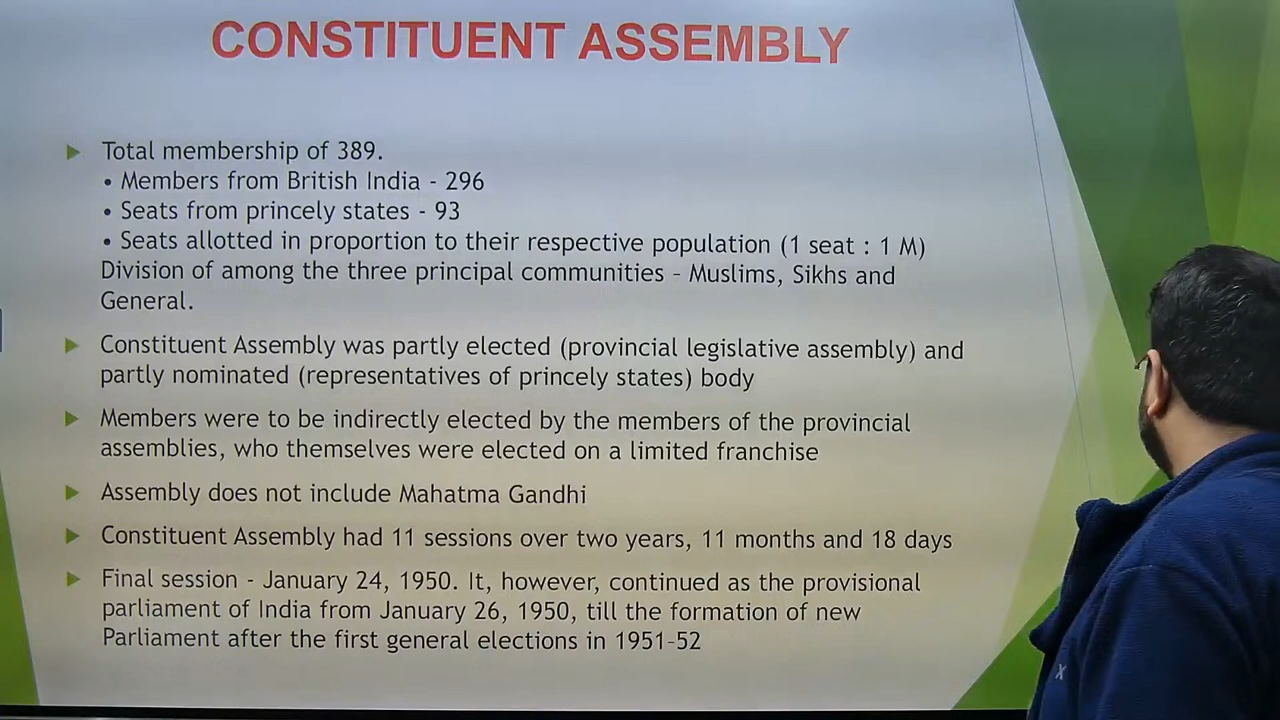 CONSTITUENT ASSEMBLY
Total membership of 389.
• Members from British India - 296
• Seats from princely states - 93
• Seats allotted in proportion to their respective population (1 seat : 1 M)
Division of among the three principal communities – Muslims, Sikhs and
General.
Constituent Assembly was partly elected (provincial legislative assembly) and
partly nominated (representatives of princely states) body
Members were to be indirectly elected by the members of the provincial
assemblies, who themselves were elected on a limited franchise
Assembly does not include Mahatma Gandhi
Constituent Assembly had 11 sessions over two years, 11 months and 18 days
Final session - January 24, 1950. It, however, continued as the provisional
parliament of India from January 26, 1950, till the formation of new
Parliament after the first general elections in 1951-52
X